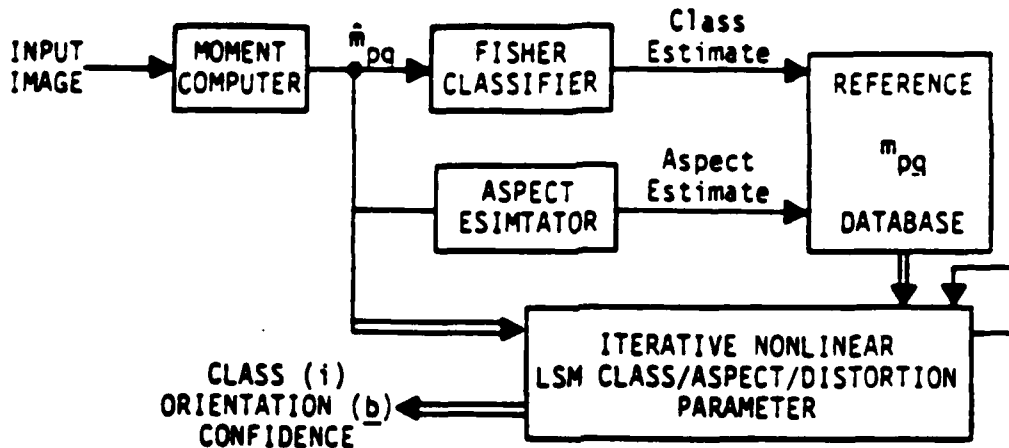 INPUT
IMAGE
MOMENT
COMPUTER
m̂pq
FISHER
CLASSIFIER
Class
Estimate
REFERENCE
mpq
DATABASE
ASPECT
ESIMTATOR
Aspect
Estimate
ITERATIVE NONLINEAR
LSM CLASS/ASPECT/DISTORTION
PARAMETER
CLASS (i)
ORIENTATION (b)
CONFIDENCE